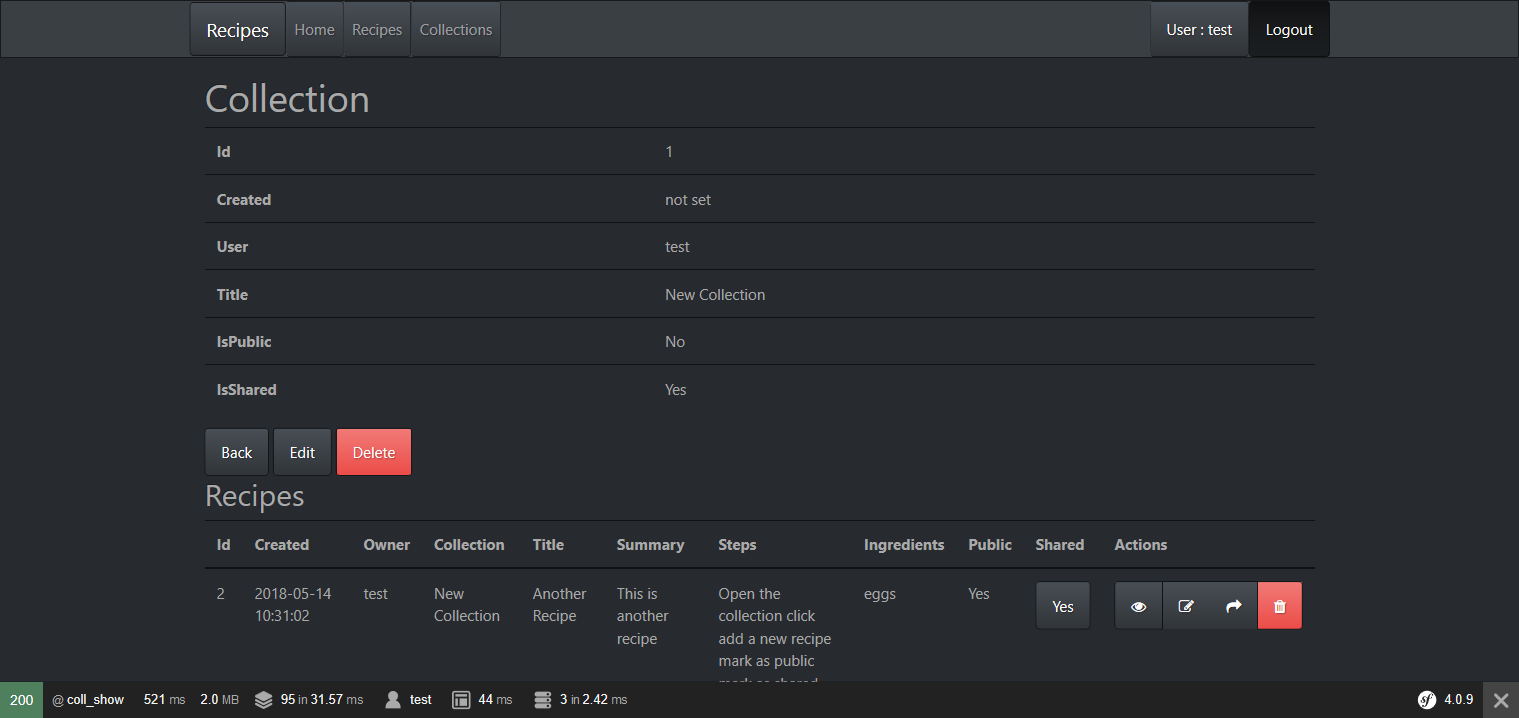 Recipes Home Recipes Collections User : test Logout
Collection
Id 1
Created not set
User test
Title New Collection
IsPublic No
IsShared Yes
Back Edit Delete
Recipes
Id Created Owner Collection Title Summary Steps Ingredients Public Shared Actions
2 2018-05-14 test New Another This is Open the eggs Yes Yes
10:31:02 Collection Recipe another collection click
recipe add a new recipe
mark as public
mark as shared
200 @ coll_show 521 ms 2.0 MB 95 in 31.57 ms test 44 ms 3 in 2.42 ms sf 4.0.9